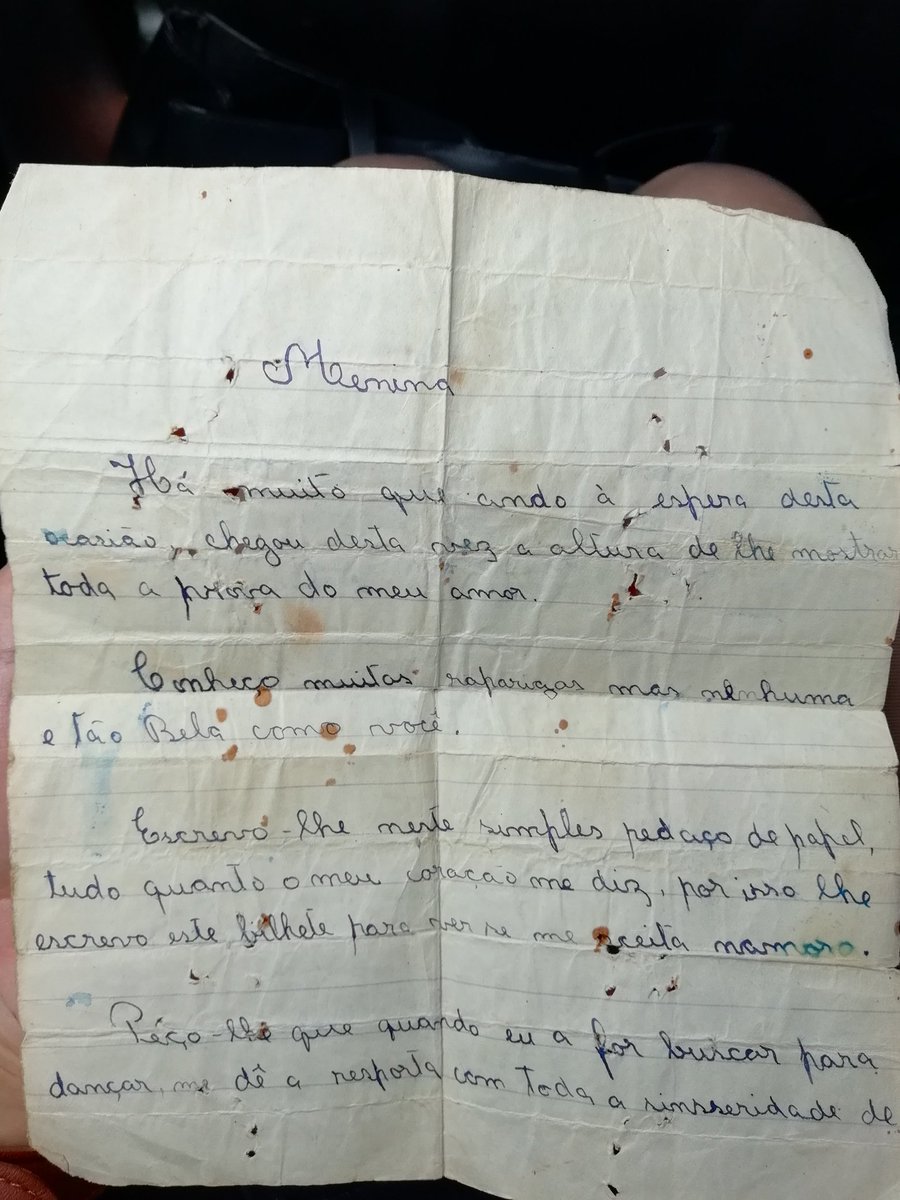 Menina
Há muito que ando à espera desta
ocasião, chegou desta vez a altura de lhe mostrar
toda a prova do meu amor.
Conheço muitas raparigas mas nenhuma
e tão Bela como você.
Escrevo-lhe neste simples pedaço de papel,
tudo quanto o meu coração me diz, por isso lhe
escrevo este bilhete para ver se me aceita namoro.
Péço-lhe que quando eu a for buscar para
dançar, me dê a resposta com toda a sinsseridade de